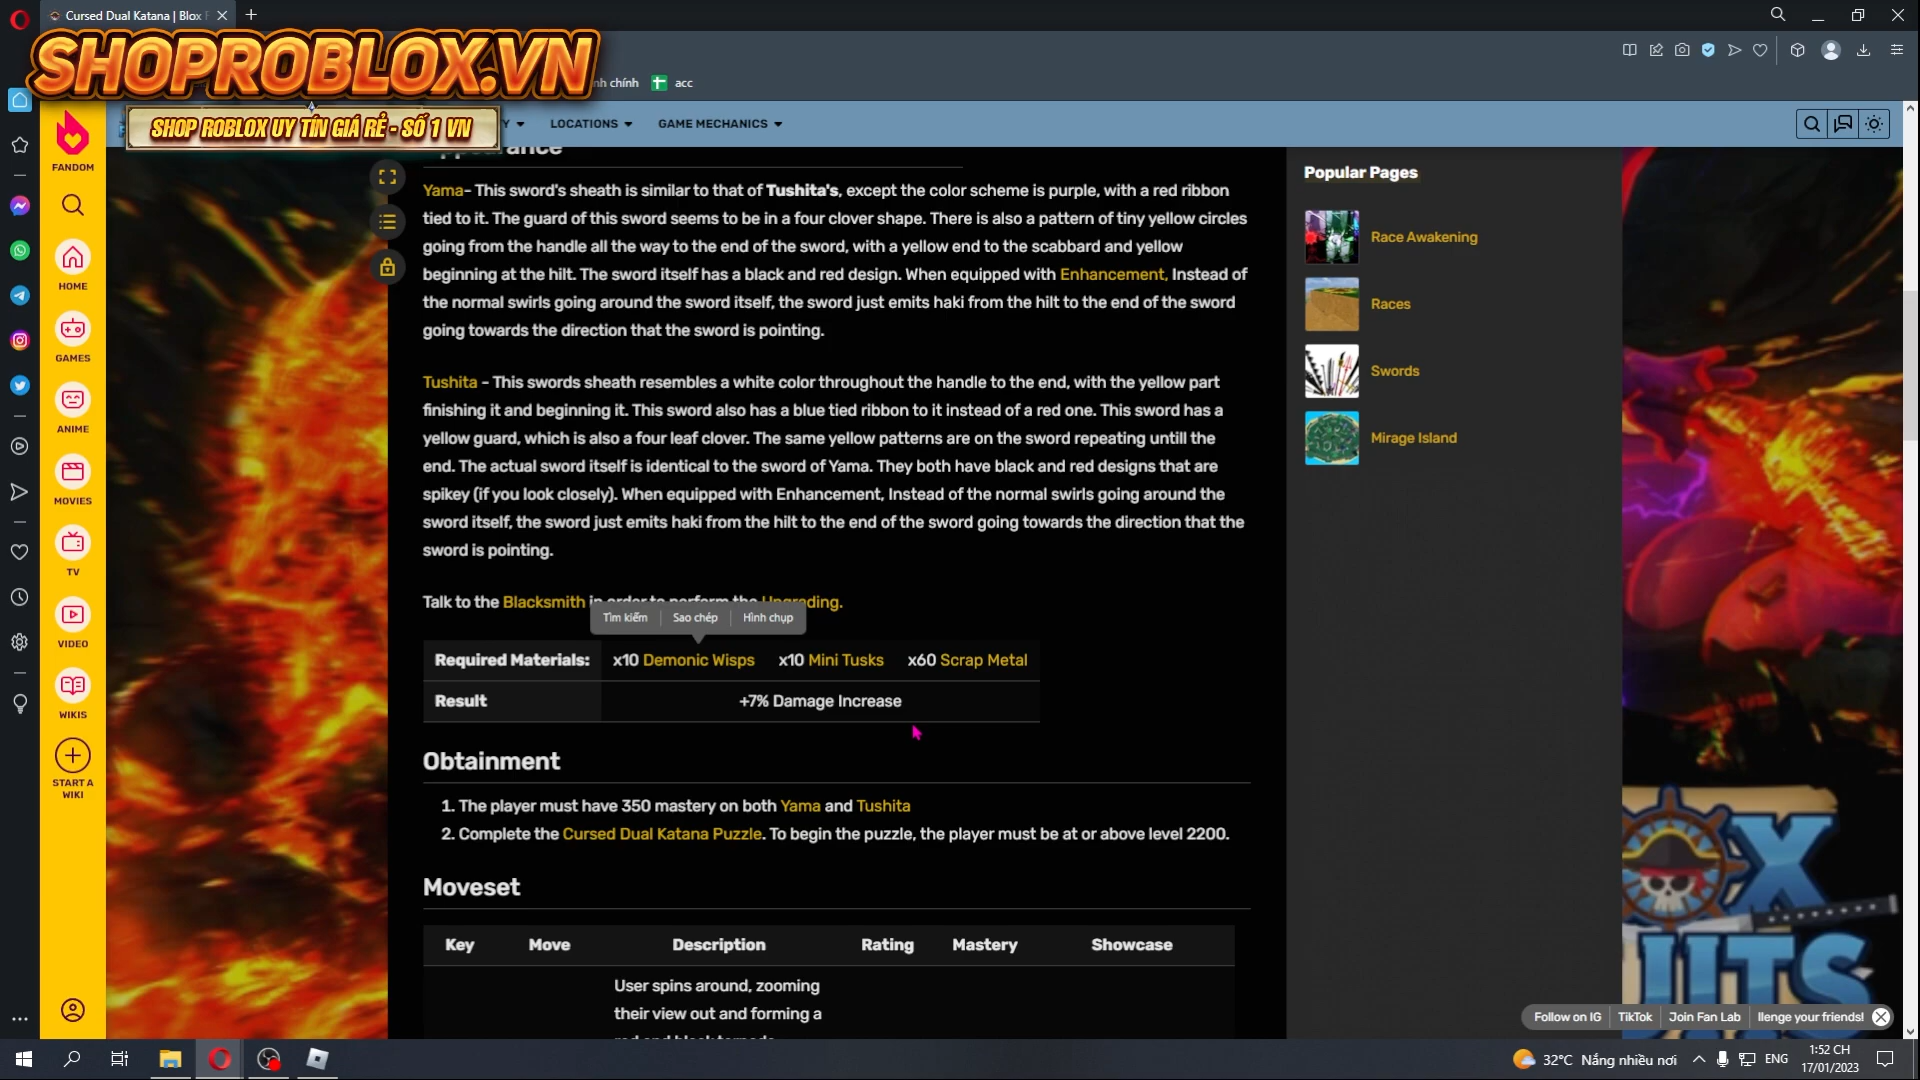 Cursed Dual Katana | Blox F
SHOPROBLOX.VN
SHOP ROBLOX UY TÍN GIÁ RẺ - SỐ 1 VN
nh chính
acc
Y
LOCATIONS
GAME MECHANICS
FANDOM
HOME
GAMES
ANIME
MOVIES
TV
VIDEO
WIKIS
START A
WIKI
Appearance
Yama- This sword's sheath is similar to that of Tushita's, except the color scheme is purple, with a red ribbon
tied to it. The guard of this sword seems to be in a four clover shape. There is also a pattern of tiny yellow circles
going from the handle all the way to the end of the sword, with a yellow end to the scabbard and yellow
beginning at the hilt. The sword itself has a black and red design. When equipped with Enhancement, Instead of
the normal swirls going around the sword itself, the sword just emits haki from the hilt to the end of the sword
going towards the direction that the sword is pointing.
Tushita - This swords sheath resembles a white color throughout the handle to the end, with the yellow part
finishing it and beginning it. This sword also has a blue tied ribbon to it instead of a red one. This sword has a
yellow guard, which is also a four leaf clover. The same yellow patterns are on the sword repeating untill the
end. The actual sword itself is identical to the sword of Yama. They both have black and red designs that are
spikey (if you look closely). When equipped with Enhancement, Instead of the normal swirls going around the
sword itself, the sword just emits haki from the hilt to the end of the sword going towards the direction that the
sword is pointing.
Talk to the Blacksmith in order to perform the Upgrading.
Tìm kiếm Sao chép Hình chụp
Required Materials: x10 Demonic Wisps x10 Mini Tusks x60 Scrap Metal
Result +7% Damage Increase
Obtainment
1. The player must have 350 mastery on both Yama and Tushita
2. Complete the Cursed Dual Katana Puzzle. To begin the puzzle, the player must be at or above level 2200.
Moveset
Key Move Description Rating Mastery Showcase
User spins around, zooming
their view out and forming a
red and black tornado
Popular Pages
Race Awakening
Races
Swords
Mirage Island
OX
UITS
Follow on IG TikTok Join Fan Lab llenge your friends!
32°C Nắng nhiều nơi
ENG
1:52 CH
17/01/2023